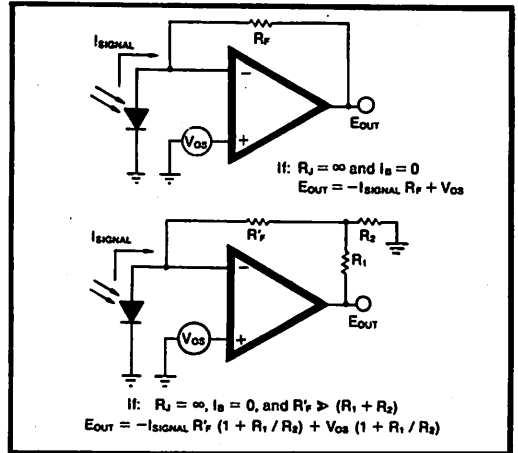 RF
ISIGNAL
−
+
VOS
EOUT
If: RJ = ∞ and IB = 0
EOUT = −ISIGNAL RF + VOS
R'F
R2
ISIGNAL
R1
−
+
VOS
EOUT
If: RJ = ∞, IB = 0, and R'F > (R1 + R2)
EOUT = −ISIGNAL R'F (1 + R1 / R2) + VOS (1 + R1 / R2)